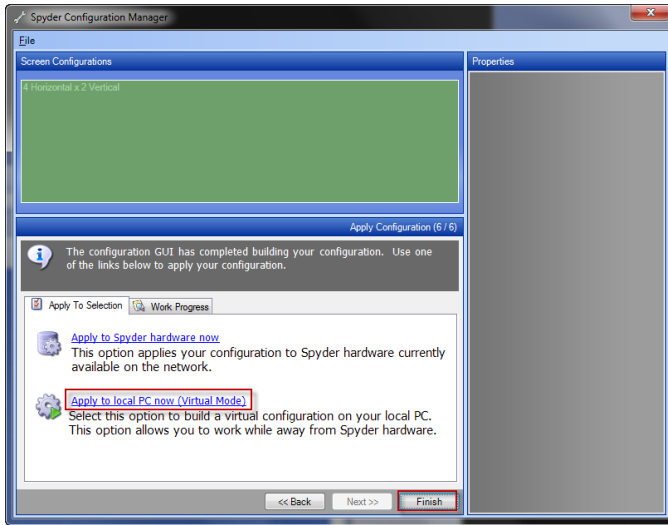 Spyder Configuration Manager
File
Screen Configurations
Properties
4 Horizontal x 2 Vertical
Apply Configuration (6 / 6)
The configuration GUI has completed building your configuration. Use one
of the links below to apply your configuration.
Apply To Selection
Work Progress
Apply to Spyder hardware now
This option applies your configuration to Spyder hardware currently
available on the network.
Apply to local PC now (Virtual Mode)
Select this option to build a virtual configuration on your local PC.
This option allows you to work while away from Spyder hardware.
<< Back
Next >>
Finish